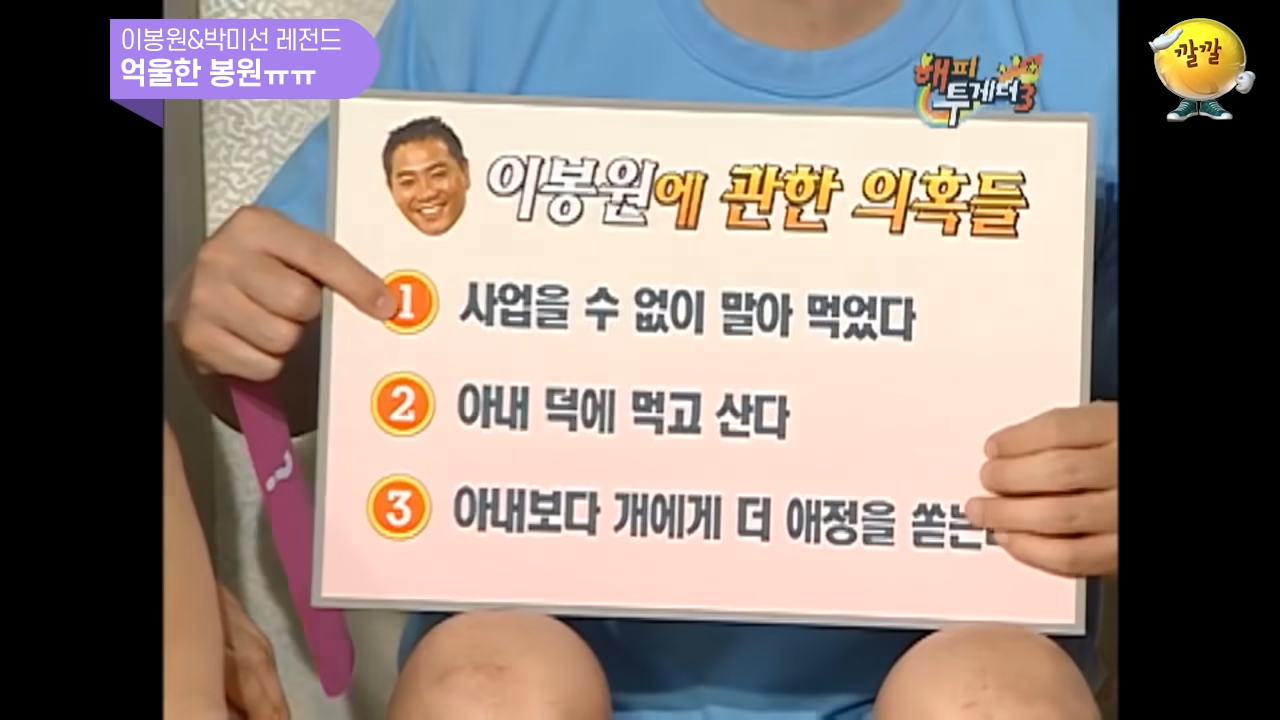 이봉원&박미선 레전드
억울한 봉원ㅠㅠ
깔깔
해피
투게더3
이봉원에 관한 의혹들
1 사업을 수 없이 말아 먹었다
2 아내 덕에 먹고 산다
3 아내보다 개에게 더 애정을 쏟는
?